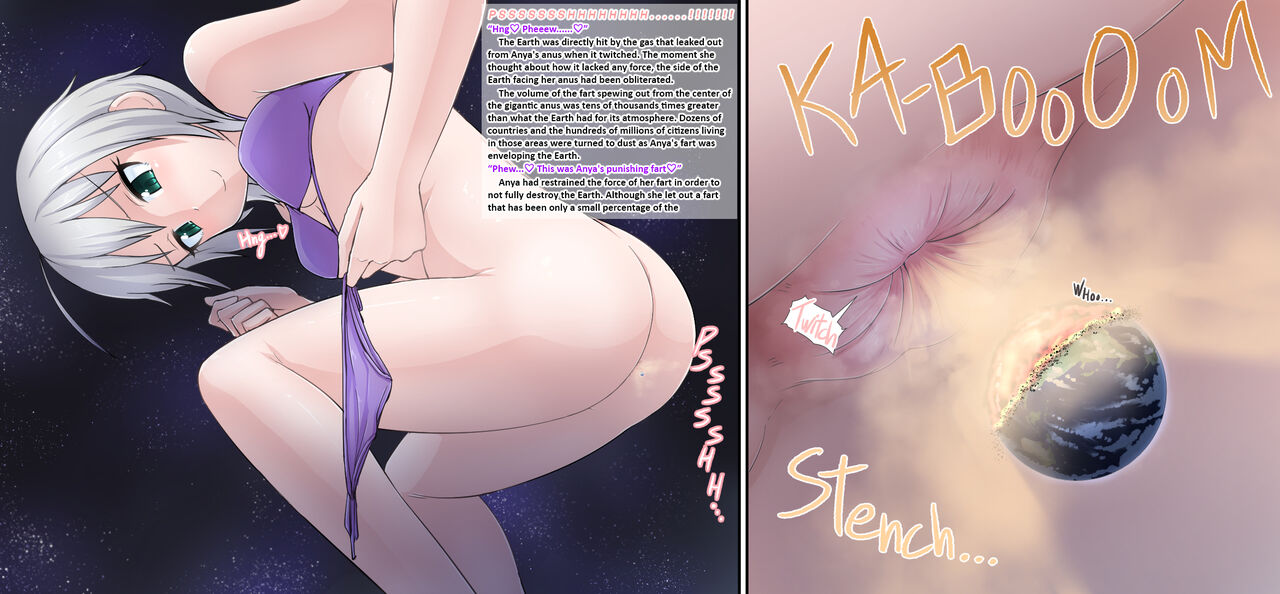 PSSSSSSSHHHHHHHHH......!!!!!!!
"Hng♡ Pheeew......♡"
The Earth was directly hit by the gas that leaked out
from Anya's anus when it twitched. The moment she
thought about how it lacked any force, the side of the
Earth facing her anus had been obliterated.
The volume of the fart spewing out from the center of
the gigantic anus was tens of thousands times greater
than what the Earth had for its atmosphere. Dozens of
countries and the hundreds of millions of citizens living
in those areas were turned to dust as Anya's fart was
enveloping the Earth.
"Phew...♡ This was Anya's punishing fart♡"
Anya had restrained the force of her fart in order to
not fully destroy the Earth. Although she let out a fart
that has been only a small percentage of the
Hng...♡
PSSSSSHH...
KA-BOOOOM
Twitch
Whoo...
Stench...